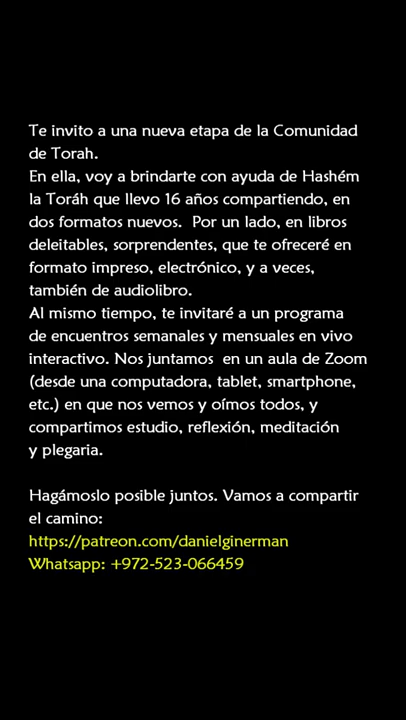 Te invito a una nueva etapa de la Comunidad
de Torah.
En ella, voy a brindarte con ayuda de Hashém
la Toráh que llevo 16 años compartiendo, en
dos formatos nuevos.  Por un lado, en libros
deleitables, sorprendentes, que te ofreceré en
formato impreso, electrónico, y a veces,
también de audiolibro.
Al mismo tiempo, te invitaré a un programa
de encuentros semanales y mensuales en vivo
interactivo. Nos juntamos  en un aula de Zoom
(desde una computadora, tablet, smartphone,
etc.) en que nos vemos y oímos todos, y
compartimos estudio, reflexión, meditación
y plegaria.

Hagámoslo posible juntos. Vamos a compartir
el camino:
https://patreon.com/danielginerman
Whatsapp: +972-523-066459